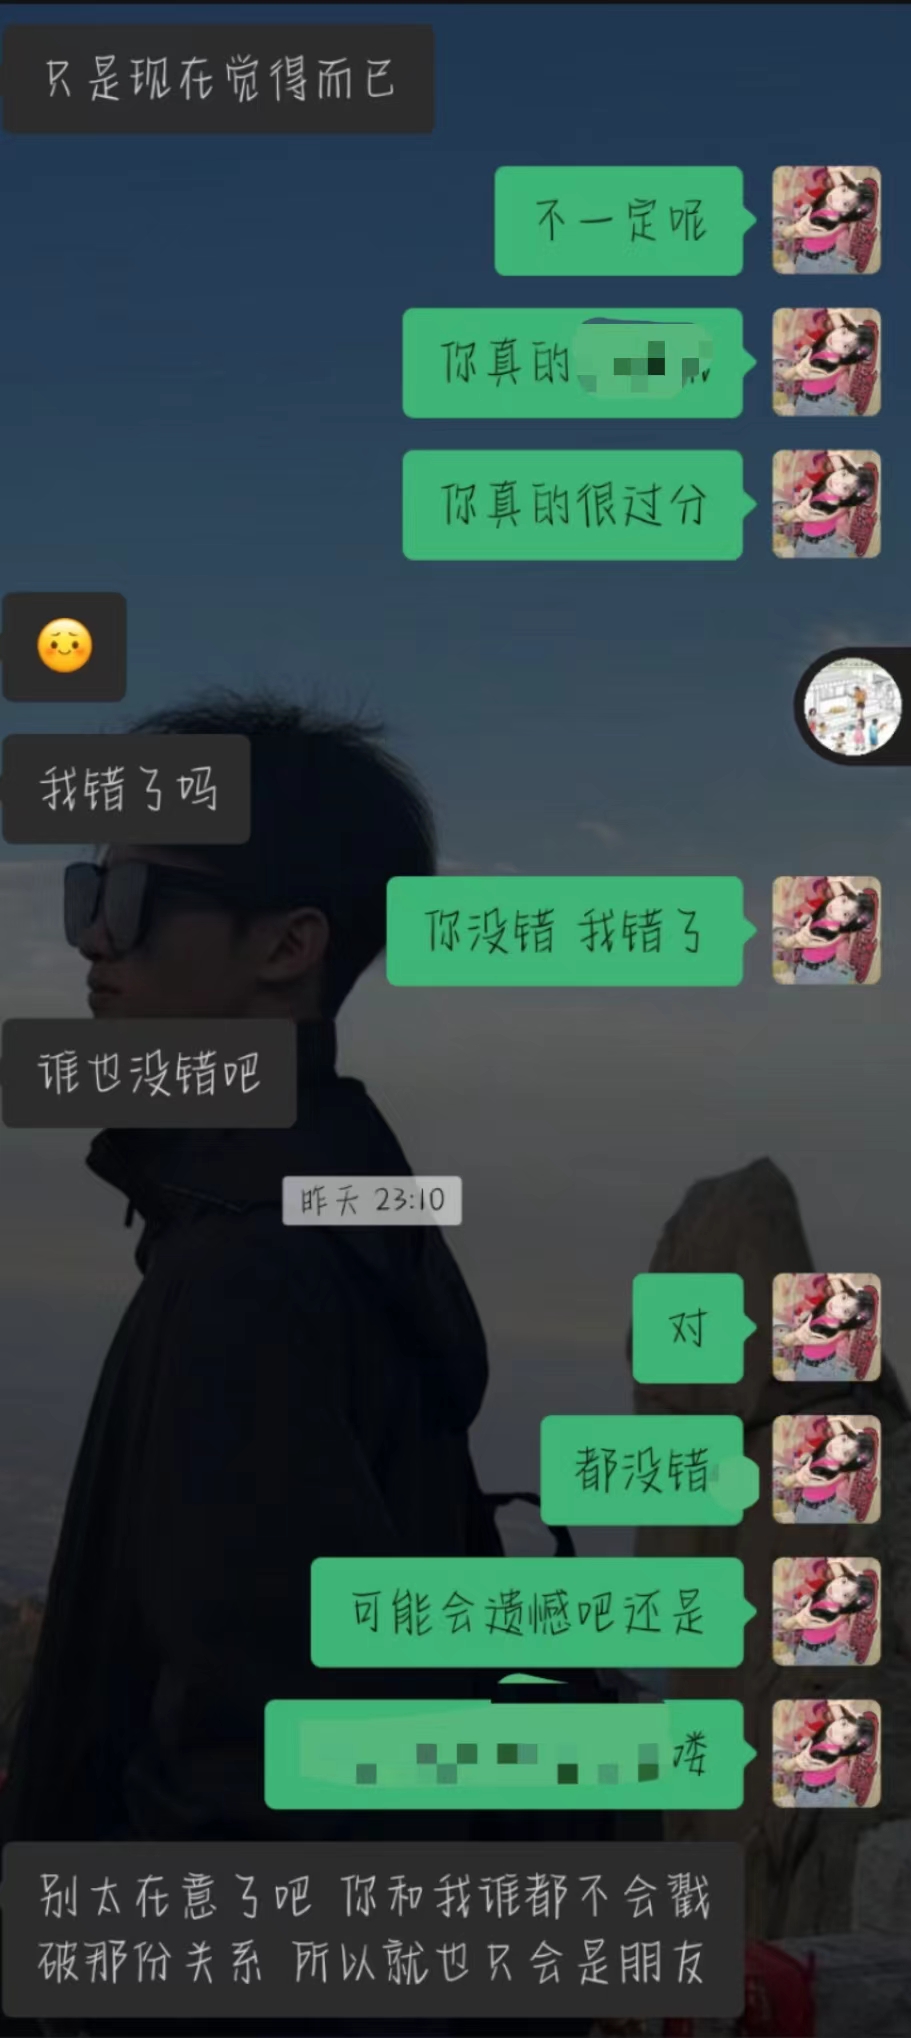 只是现在觉得而已
不一定呢
你真的
你真的很过分
我错了吗
你没错 我错了
谁也没错吧
昨天 23:10
对
都没错
可能会遗憾吧还是
喽
别太在意了吧 你和我谁都不会戳
破那份关系 所以就也只会是朋友